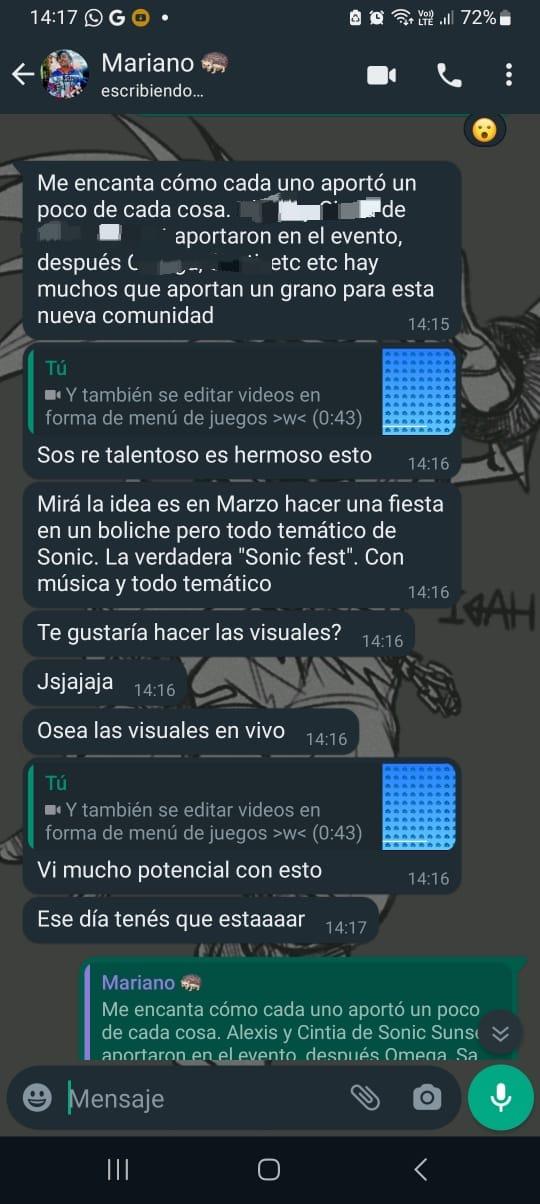 14:17
G
Vo))
LTE
72%
Mariano
escribiendo...
Me encanta cómo cada uno aportó un
poco de cada cosa. de
aportaron en el evento,
después etc etc hay
muchos que aportan un grano para esta
nueva comunidad
14:15
Tú
Y también se editar videos en
forma de menú de juegos >w< (0:43)
Sos re talentoso es hermoso esto
14:16
Mirá la idea es en Marzo hacer una fiesta
en un boliche pero todo temático de
Sonic. La verdadera "Sonic fest". Con
música y todo temático
14:16
Te gustaría hacer las visuales?
14:16
Jsjajaja
14:16
Osea las visuales en vivo
14:16
Tú
Y también se editar videos en
forma de menú de juegos >w< (0:43)
Vi mucho potencial con esto
14:16
Ese día tenés que estaaaar
14:17
Mariano
Me encanta cómo cada uno aportó un poco
de cada cosa. Alexis y Cintia de Sonic
aportaron en el evento, después Omega,
Mensaje